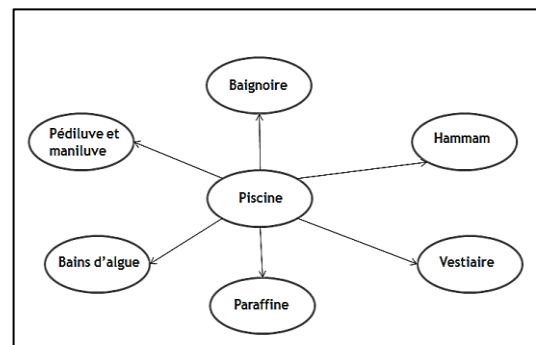 Baignoire
Pédiluve et
maniluve
Hammam
Piscine
Bains d'algue
Vestiaire
Paraffine